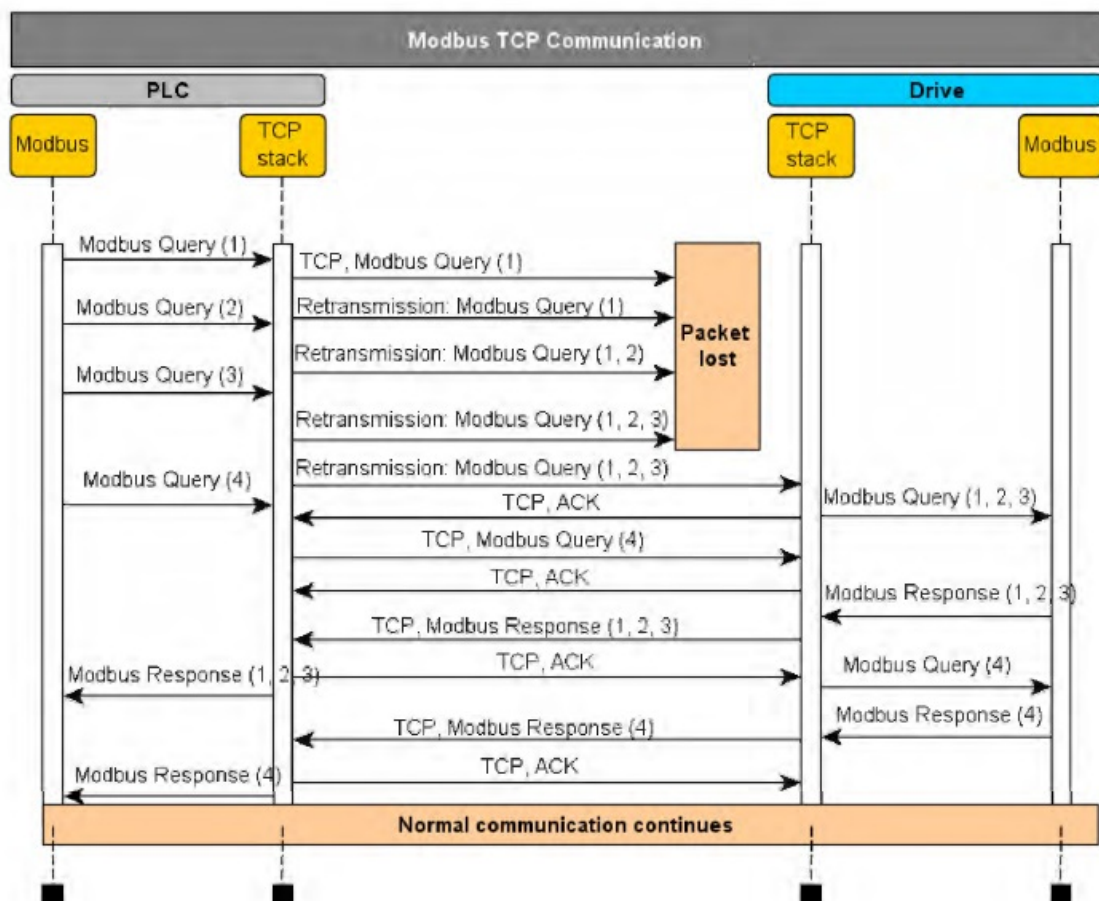 Modbus TCP Communication
PLC
Drive
Modbus
TCP
stack
TCP
stack
Modbus
Modbus Query (1)
TCP, Modbus Query (1)
Modbus Query (2)
Retransmission: Modbus Query (1)
Packet
lost
Retransmission: Modbus Query (1, 2)
Modbus Query (3)
Retransmission: Modbus Query (1, 2, 3)
Retransmission: Modbus Query (1, 2, 3)
Modbus Query (4)
TCP, ACK
Modbus Query (1, 2, 3)
TCP, Modbus Query (4)
TCP, ACK
Modbus Response (1, 2, 3)
TCP, Modbus Response (1, 2, 3)
Modbus Response (1, 2, 3)
TCP, ACK
Modbus Query (4)
Modbus Response (4)
TCP, Modbus Response (4)
Modbus Response (4)
TCP, ACK
Normal communication continues